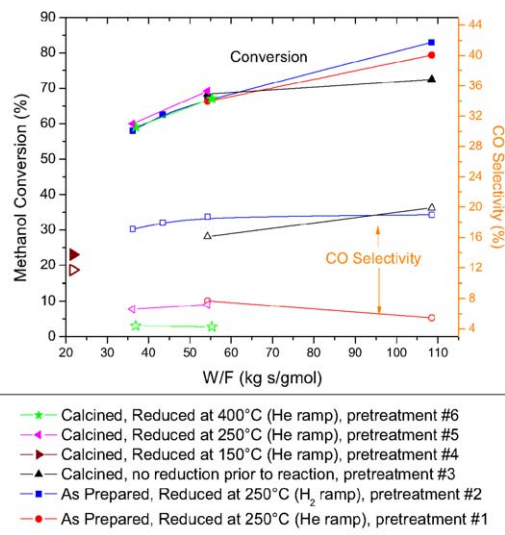 90
80
70
60
50
40
30
20
10
0
Methanol Conversion (%)
Conversion
CO Selectivity
44
40
36
32
28
24
20
16
12
8
4
CO Selectivity (%)
20 30 40 50 60 70 80 90 100 110
W/F (kg s/gmol)
Calcined, Reduced at 400°C (He ramp), pretreatment #6
Calcined, Reduced at 250°C (He ramp), pretreatment #5
Calcined, Reduced at 150°C (He ramp), pretreatment #4
Calcined, no reduction prior to reaction, pretreatment #3
As Prepared, Reduced at 250°C (H₂ ramp), pretreatment #2
As Prepared, Reduced at 250°C (He ramp), pretreatment #1